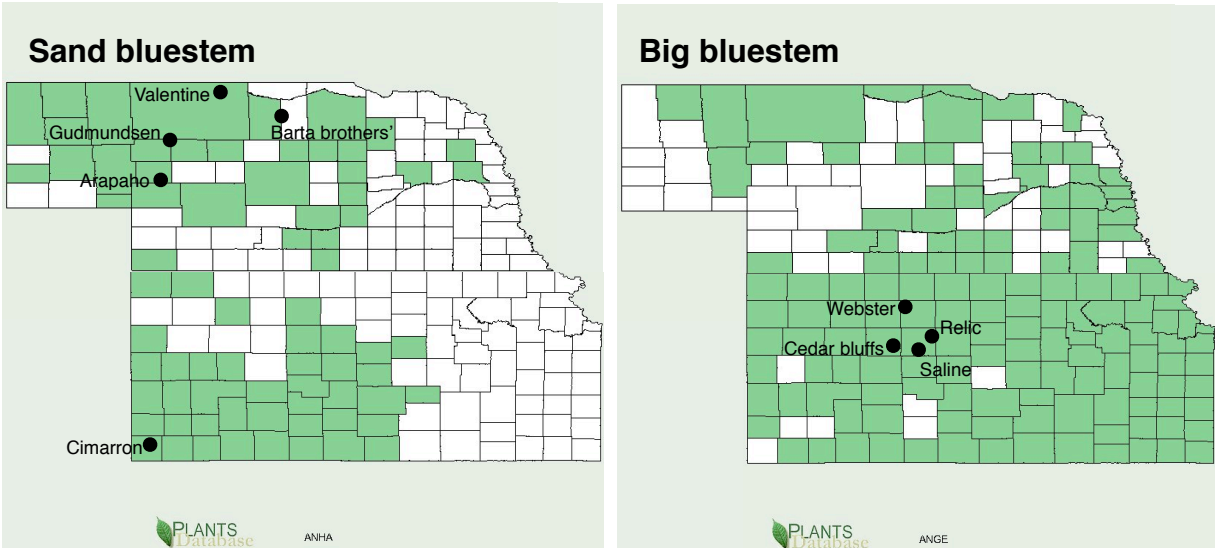 Sand bluestem
Valentine
Gudmundsen
Barta brothers’
Arapaho
Cimarron
PLANTS
Database
ANHA
Big bluestem
Webster
Relic
Cedar bluffs
Saline
PLANTS
Database
ANGE